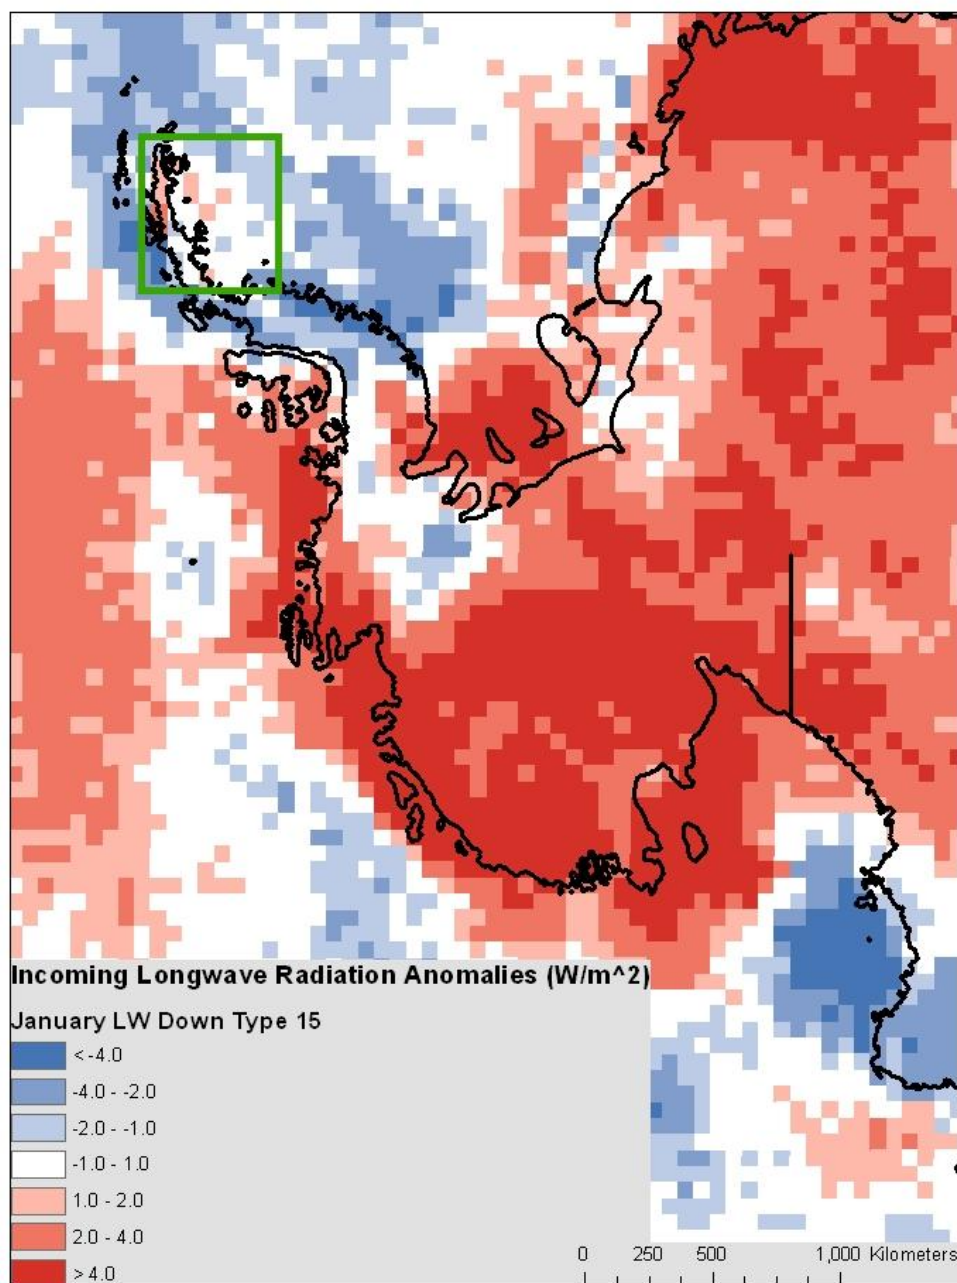 Incoming Longwave Radiation Anomalies (W/m^2)
January LW Down Type 15
< -4.0
-4.0 - -2.0
-2.0 - -1.0
-1.0 - 1.0
1.0 - 2.0
2.0 - 4.0
> 4.0
0 250 500 1,000 Kilometers